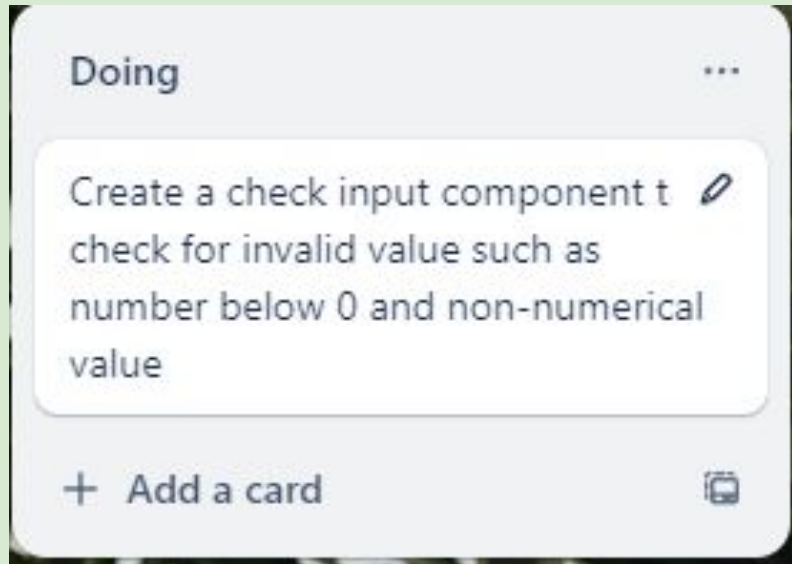 Doing
Create a check input component t
check for invalid value such as
number below 0 and non-numerical
value
+ Add a card